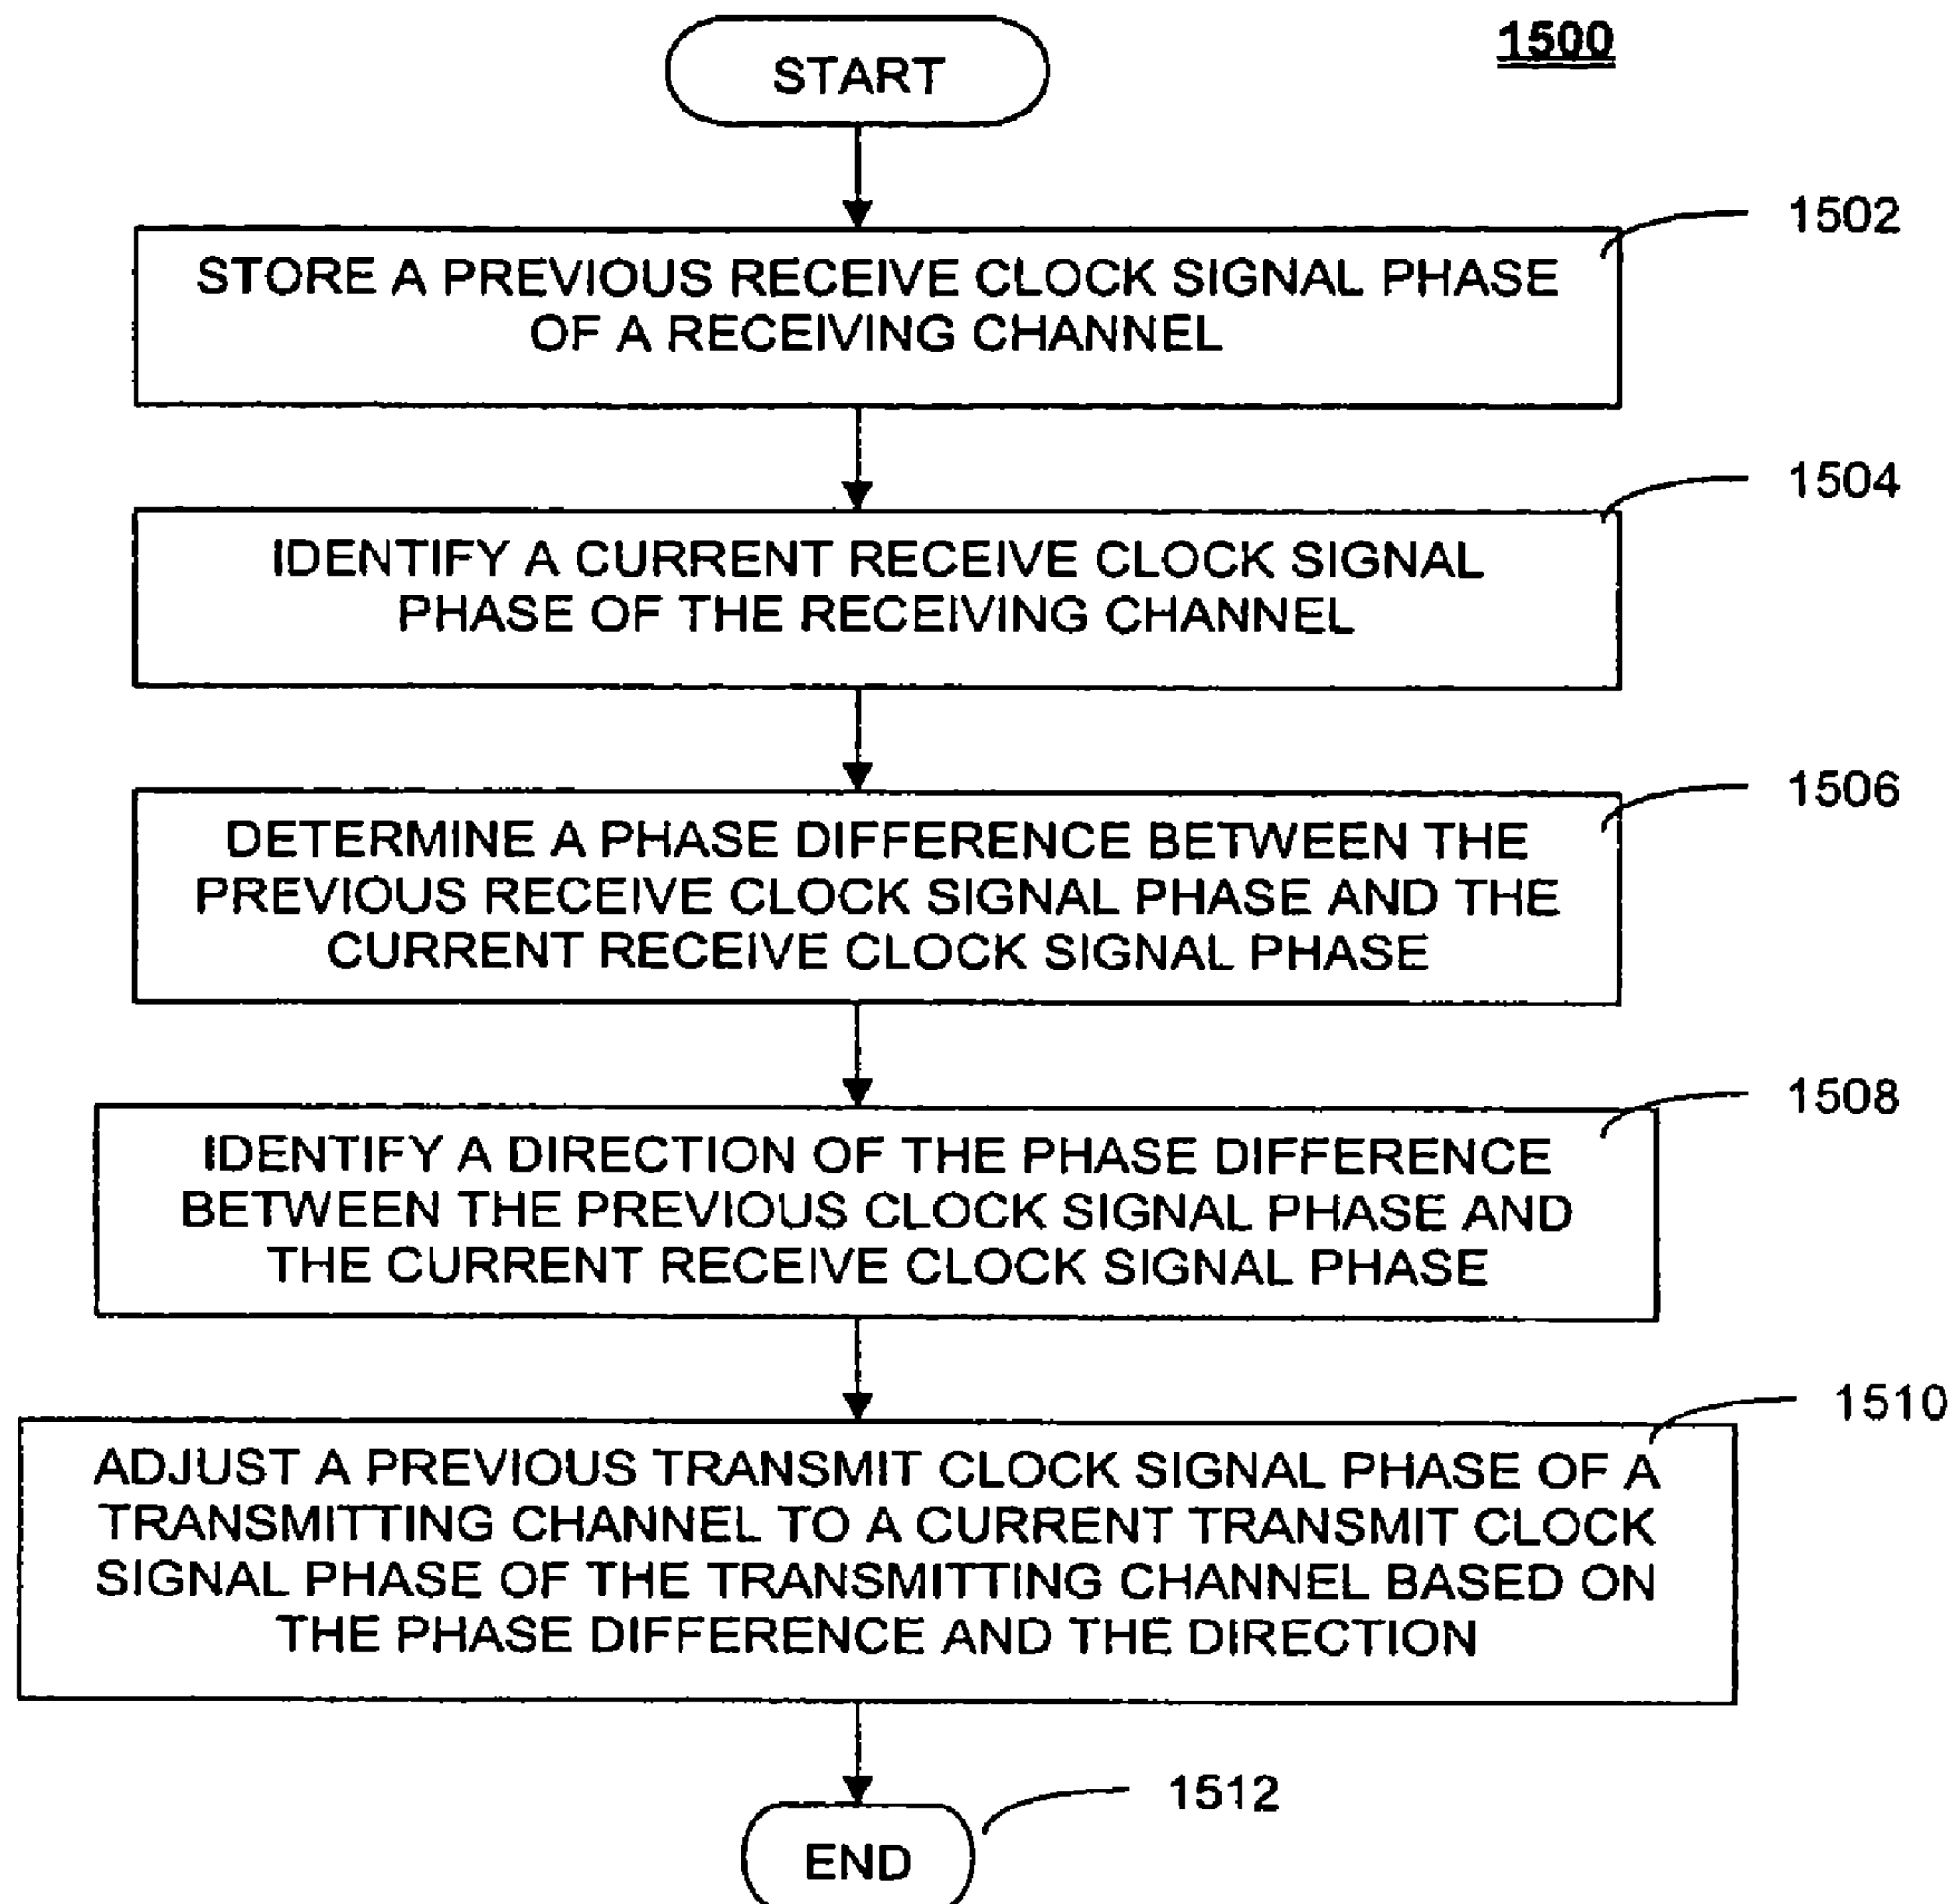 START
1500
1502
STORE A PREVIOUS RECEIVE CLOCK SIGNAL PHASE
OF A RECEIVING CHANNEL
1504
IDENTIFY A CURRENT RECEIVE CLOCK SIGNAL
PHASE OF THE RECEIVING CHANNEL
1506
DETERMINE A PHASE DIFFERENCE BETWEEN THE
PREVIOUS RECEIVE CLOCK SIGNAL PHASE AND THE
CURRENT RECEIVE CLOCK SIGNAL PHASE
1508
IDENTIFY A DIRECTION OF THE PHASE DIFFERENCE
BETWEEN THE PREVIOUS CLOCK SIGNAL PHASE AND
THE CURRENT RECEIVE CLOCK SIGNAL PHASE
1510
ADJUST A PREVIOUS TRANSMIT CLOCK SIGNAL PHASE OF A
TRANSMITTING CHANNEL TO A CURRENT TRANSMIT CLOCK
SIGNAL PHASE OF THE TRANSMITTING CHANNEL BASED ON
THE PHASE DIFFERENCE AND THE DIRECTION
1512
END